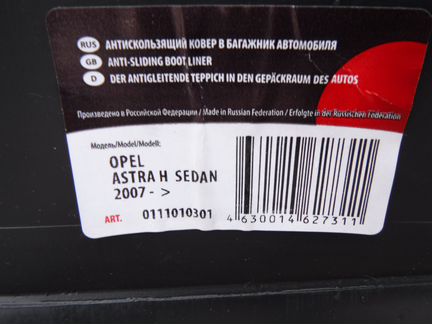 RUS АНТИСКОЛЬЗЯЩИЙ КОВЕР В БАГАЖНИК АВТОМОБИЛЯ
GB ANTI-SLIDING BOOT LINER
D DER ANTIGLEITENDE TEPPICH IN DEN GEPÄCKRAUM DES AUTOS
Произведено в Российской Федерации / Made in Russian Federation / Erfolgte in der Russischen Foderation
Модель/Model/Modell:
OPEL
ASTRA H SEDAN
2007 - >
ART. 0111010301
4 630014 627311